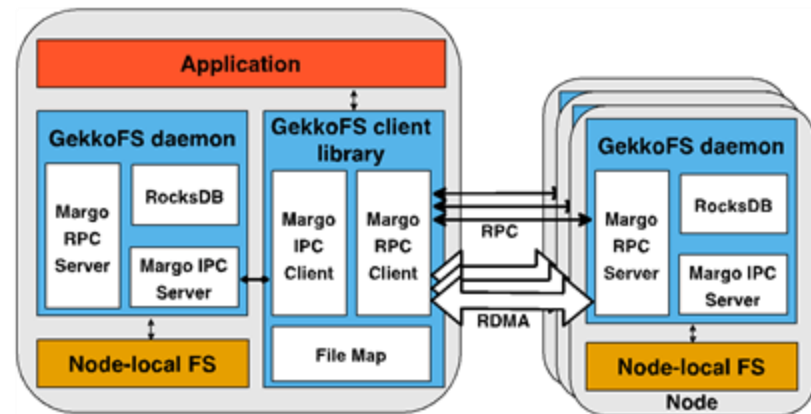 Application
GekkoFS daemon
Margo
RPC
Server
RocksDB
Margo IPC
Server
Node-local FS
GekkoFS client
library
Margo
IPC
Client
Margo
RPC
Client
File Map
RPC
RDMA
GekkoFS daemon
Margo
RPC
Server
RocksDB
Margo IPC
Server
Node-local FS
Node